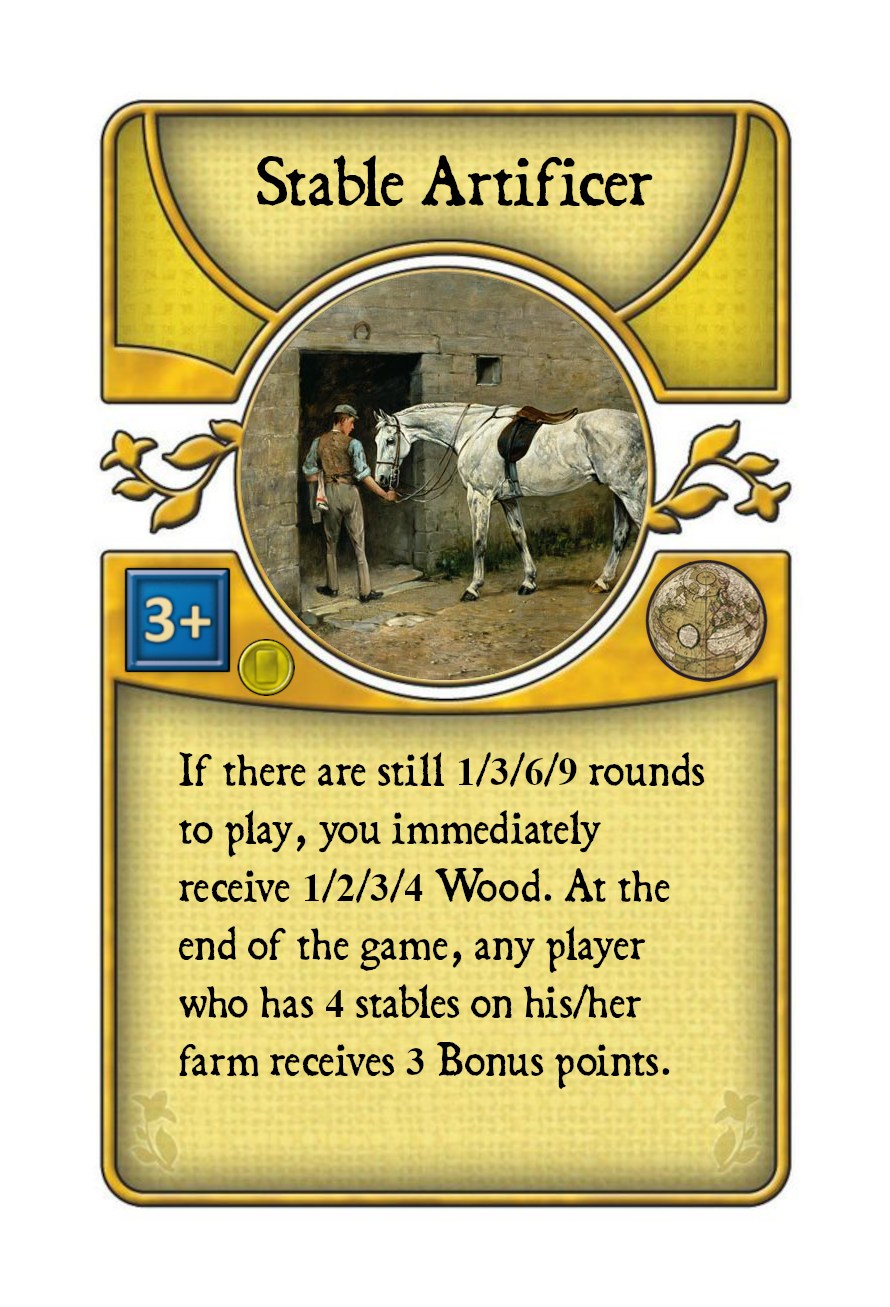 Stable Artificer
3+
If there are still 1/3/6/9 rounds
to play, you immediately
receive 1/2/3/4 Wood. At the
end of the game, any player
who has 4 stables on his/her
farm receives 3 Bonus points.